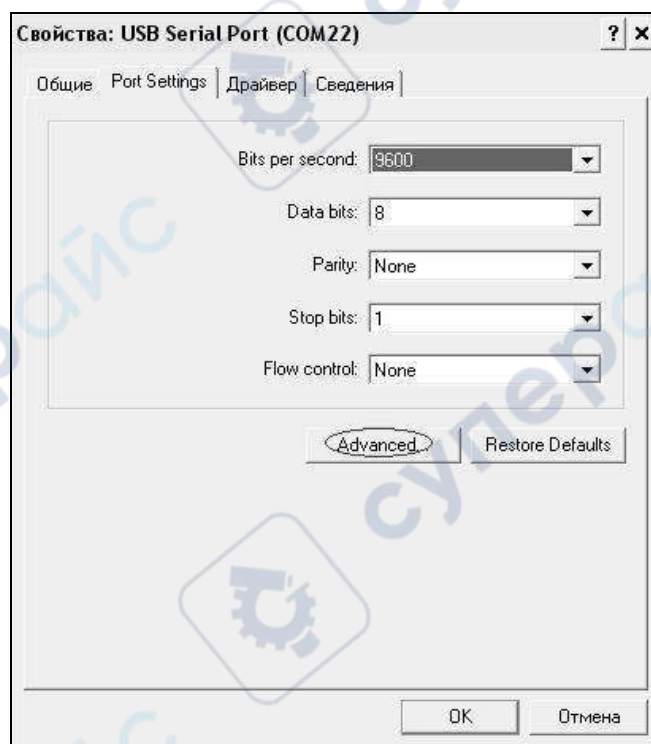 Свойства: USB Serial Port (COM22)
Общие Port Settings Драйвер Сведения
Bits per second: 9600
Data bits: 8
Parity: None
Stop bits: 1
Flow control: None
Advanced... Restore Defaults
OK Отмена
супер